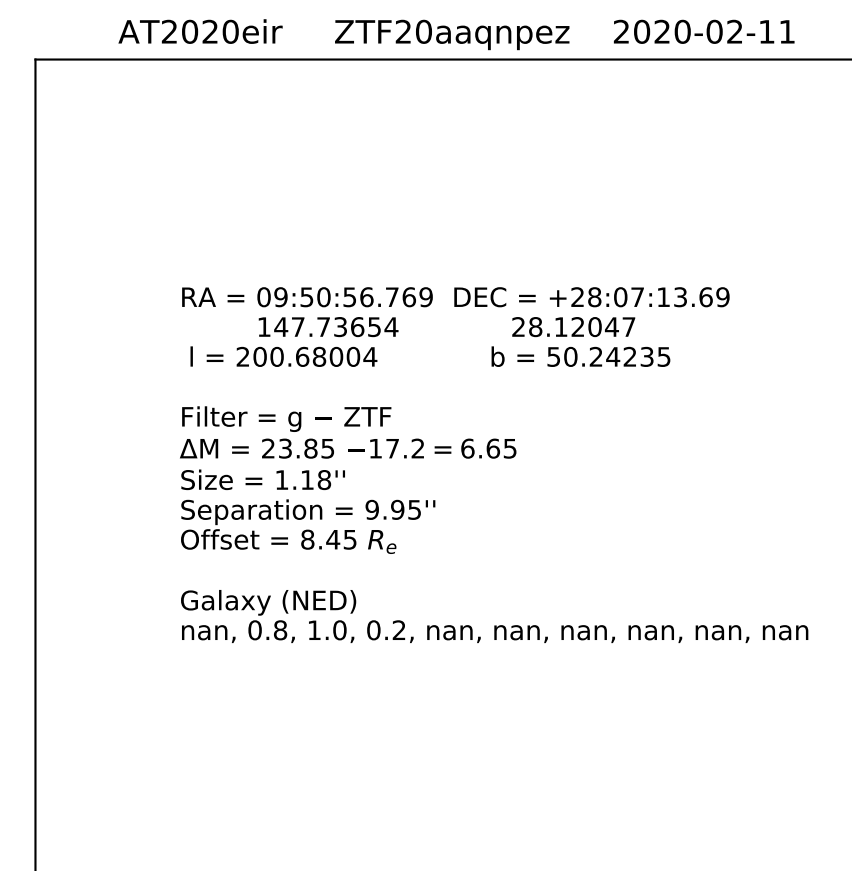 AT2020eir ZTF20aaqnpez 2020-02-11
RA = 09:50:56.769 DEC = +28:07:13.69
147.73654 28.12047
l = 200.68004 b = 50.24235
Filter = g − ZTF
ΔM = 23.85 −17.2 = 6.65
Size = 1.18''
Separation = 9.95''
Offset = 8.45 Re
Galaxy (NED)
nan, 0.8, 1.0, 0.2, nan, nan, nan, nan, nan, nan